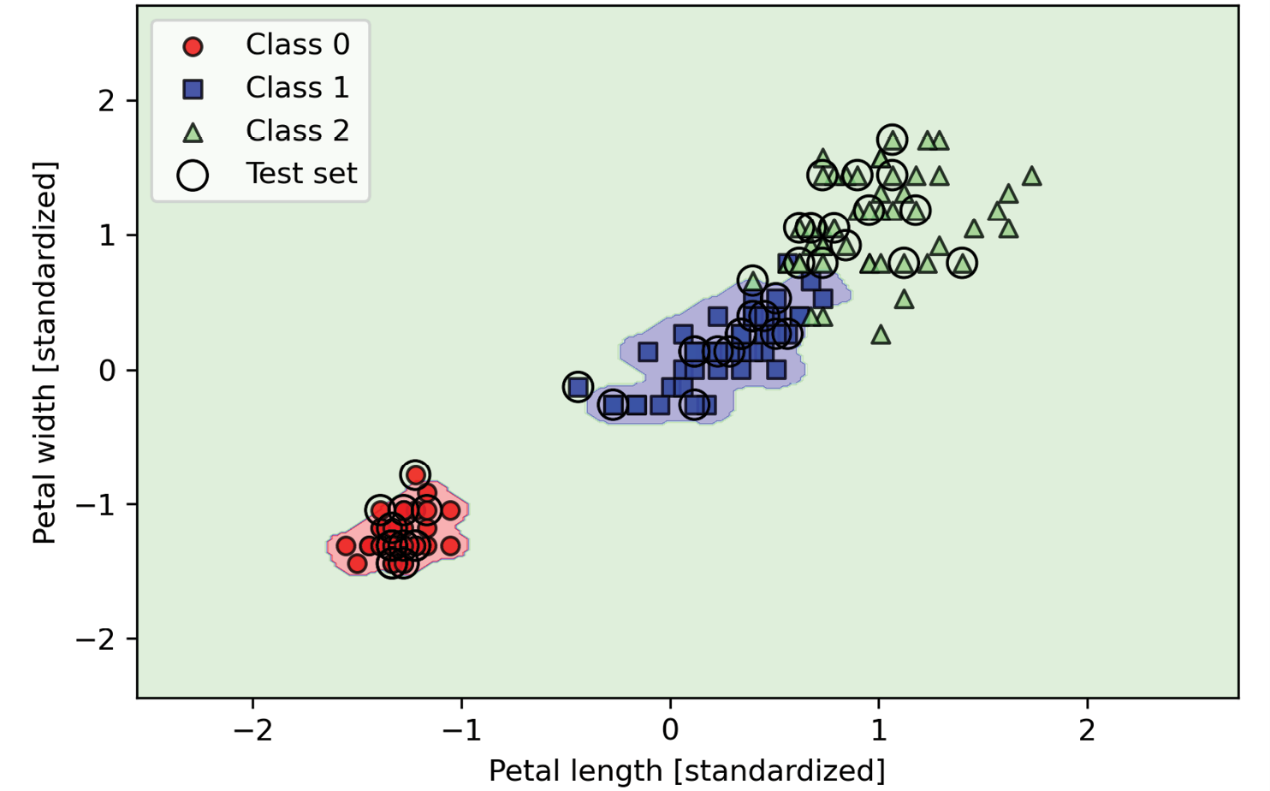 Class 0
Class 1
Class 2
Test set
2
1
0
−1
−2
Petal width [standardized]
−2
−1
0
1
2
Petal length [standardized]